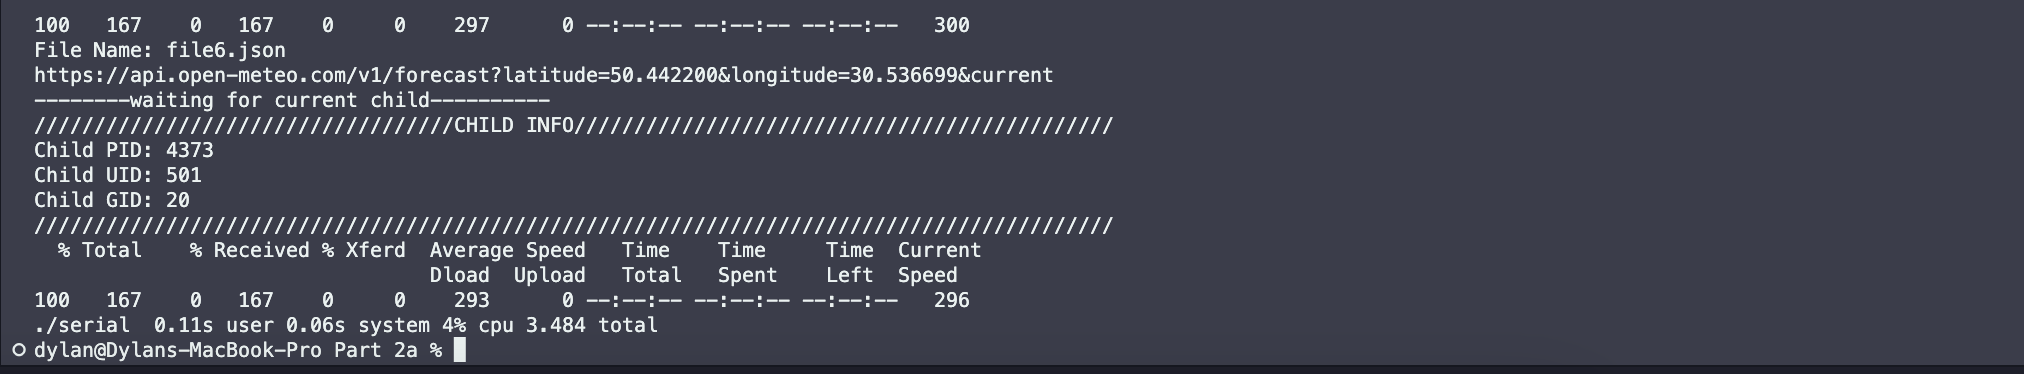 100   167    0   167    0     0    297      0 --:--:-- --:--:-- --:--:--   300
File Name: file6.json
https://api.open-meteo.com/v1/forecast?latitude=50.442200&longitude=30.536699&current
--------waiting for current child----------
///////////////////////////////////CHILD INFO/////////////////////////////////////////////
Child PID: 4373
Child UID: 501
Child GID: 20
//////////////////////////////////////////////////////////////////////////////////////////
  % Total    % Received % Xferd  Average Speed   Time    Time     Time  Current
                                 Dload  Upload   Total   Spent    Left  Speed
100   167    0   167    0     0    293      0 --:--:-- --:--:-- --:--:--   296
./serial  0.11s user 0.06s system 4% cpu 3.484 total
dylan@Dylans-MacBook-Pro Part 2a %